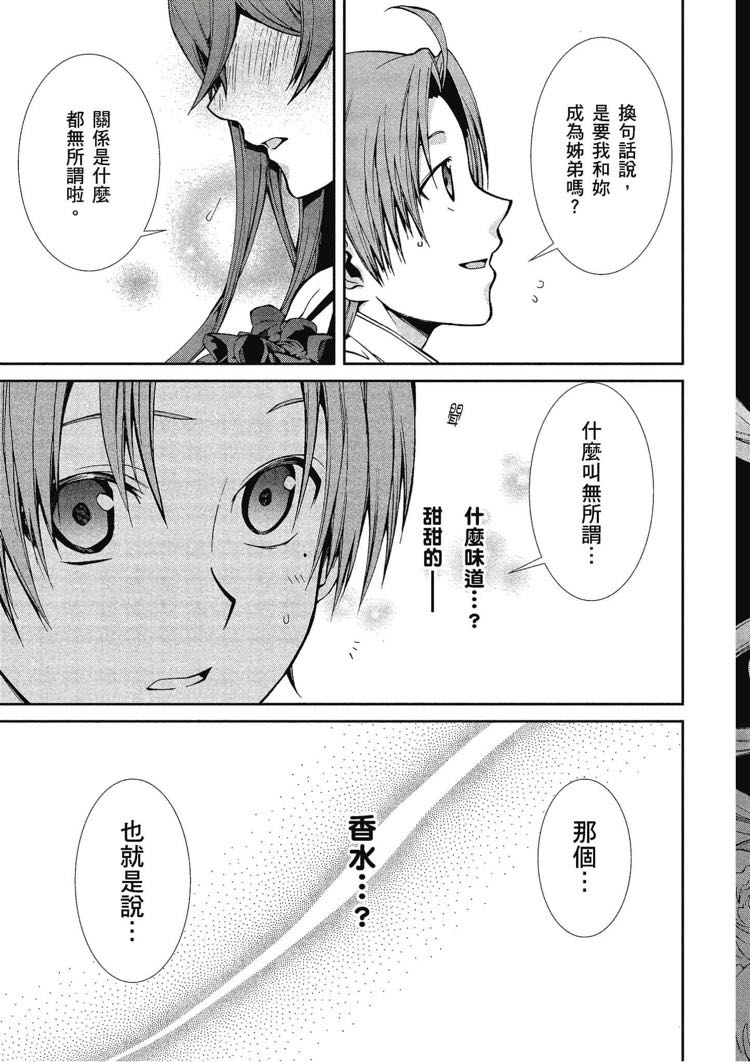 換句話說，
是要我和妳
成為姊弟嗎？
關係是什麼
都無所謂啦。
什麼叫無所謂…
聞
什麼味道…？
甜甜的——
那個…
香水…？
也就是說…